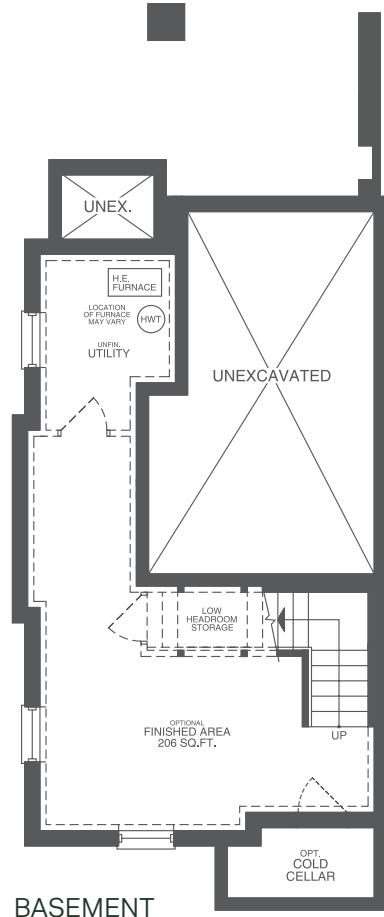 UNEX.
H.E.
FURNACE
LOCATION
OF FURNACE
MAY VARY
HWT
UNFIN.
UTILITY
UNEXCAVATED
LOW
HEADROOM
STORAGE
OPTIONAL
FINISHED AREA
206 SQ.FT.
UP
OPT.
COLD
CELLAR
BASEMENT